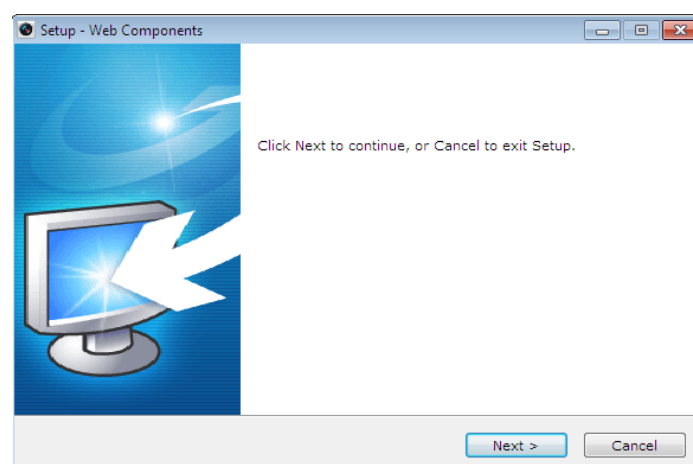 Setup - Web Components
Click Next to continue, or Cancel to exit Setup.
Next >
Cancel